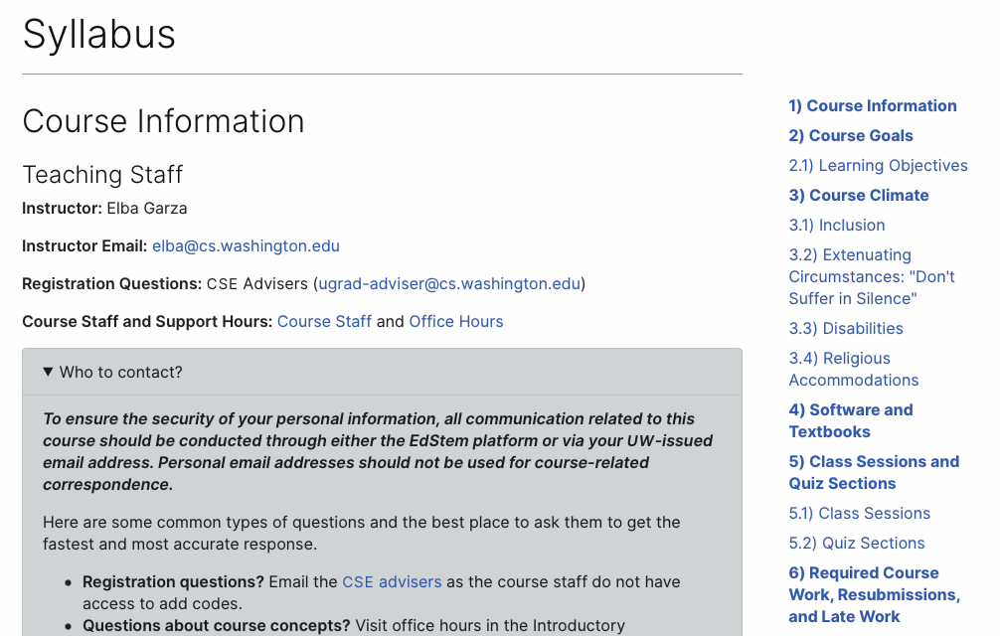 Syllabus
Course Information
Teaching Staff
Instructor: Elba Garza
Instructor Email: elba@cs.washington.edu
Registration Questions: CSE Advisers (ugrad-adviser@cs.washington.edu)
Course Staff and Support Hours: Course Staff and Office Hours
▼ Who to contact?
To ensure the security of your personal information, all communication related to this
course should be conducted through either the EdStem platform or via your UW-issued
email address. Personal email addresses should not be used for course-related
correspondence.
Here are some common types of questions and the best place to ask them to get the
fastest and most accurate response.
• Registration questions? Email the CSE advisers as the course staff do not have
access to add codes.
• Questions about course concepts? Visit office hours in the Introductory
1) Course Information
2) Course Goals
2.1) Learning Objectives
3) Course Climate
3.1) Inclusion
3.2) Extenuating
Circumstances: "Don't
Suffer in Silence"
3.3) Disabilities
3.4) Religious
Accommodations
4) Software and
Textbooks
5) Class Sessions and
Quiz Sections
5.1) Class Sessions
5.2) Quiz Sections
6) Required Course
Work, Resubmissions,
and Late Work